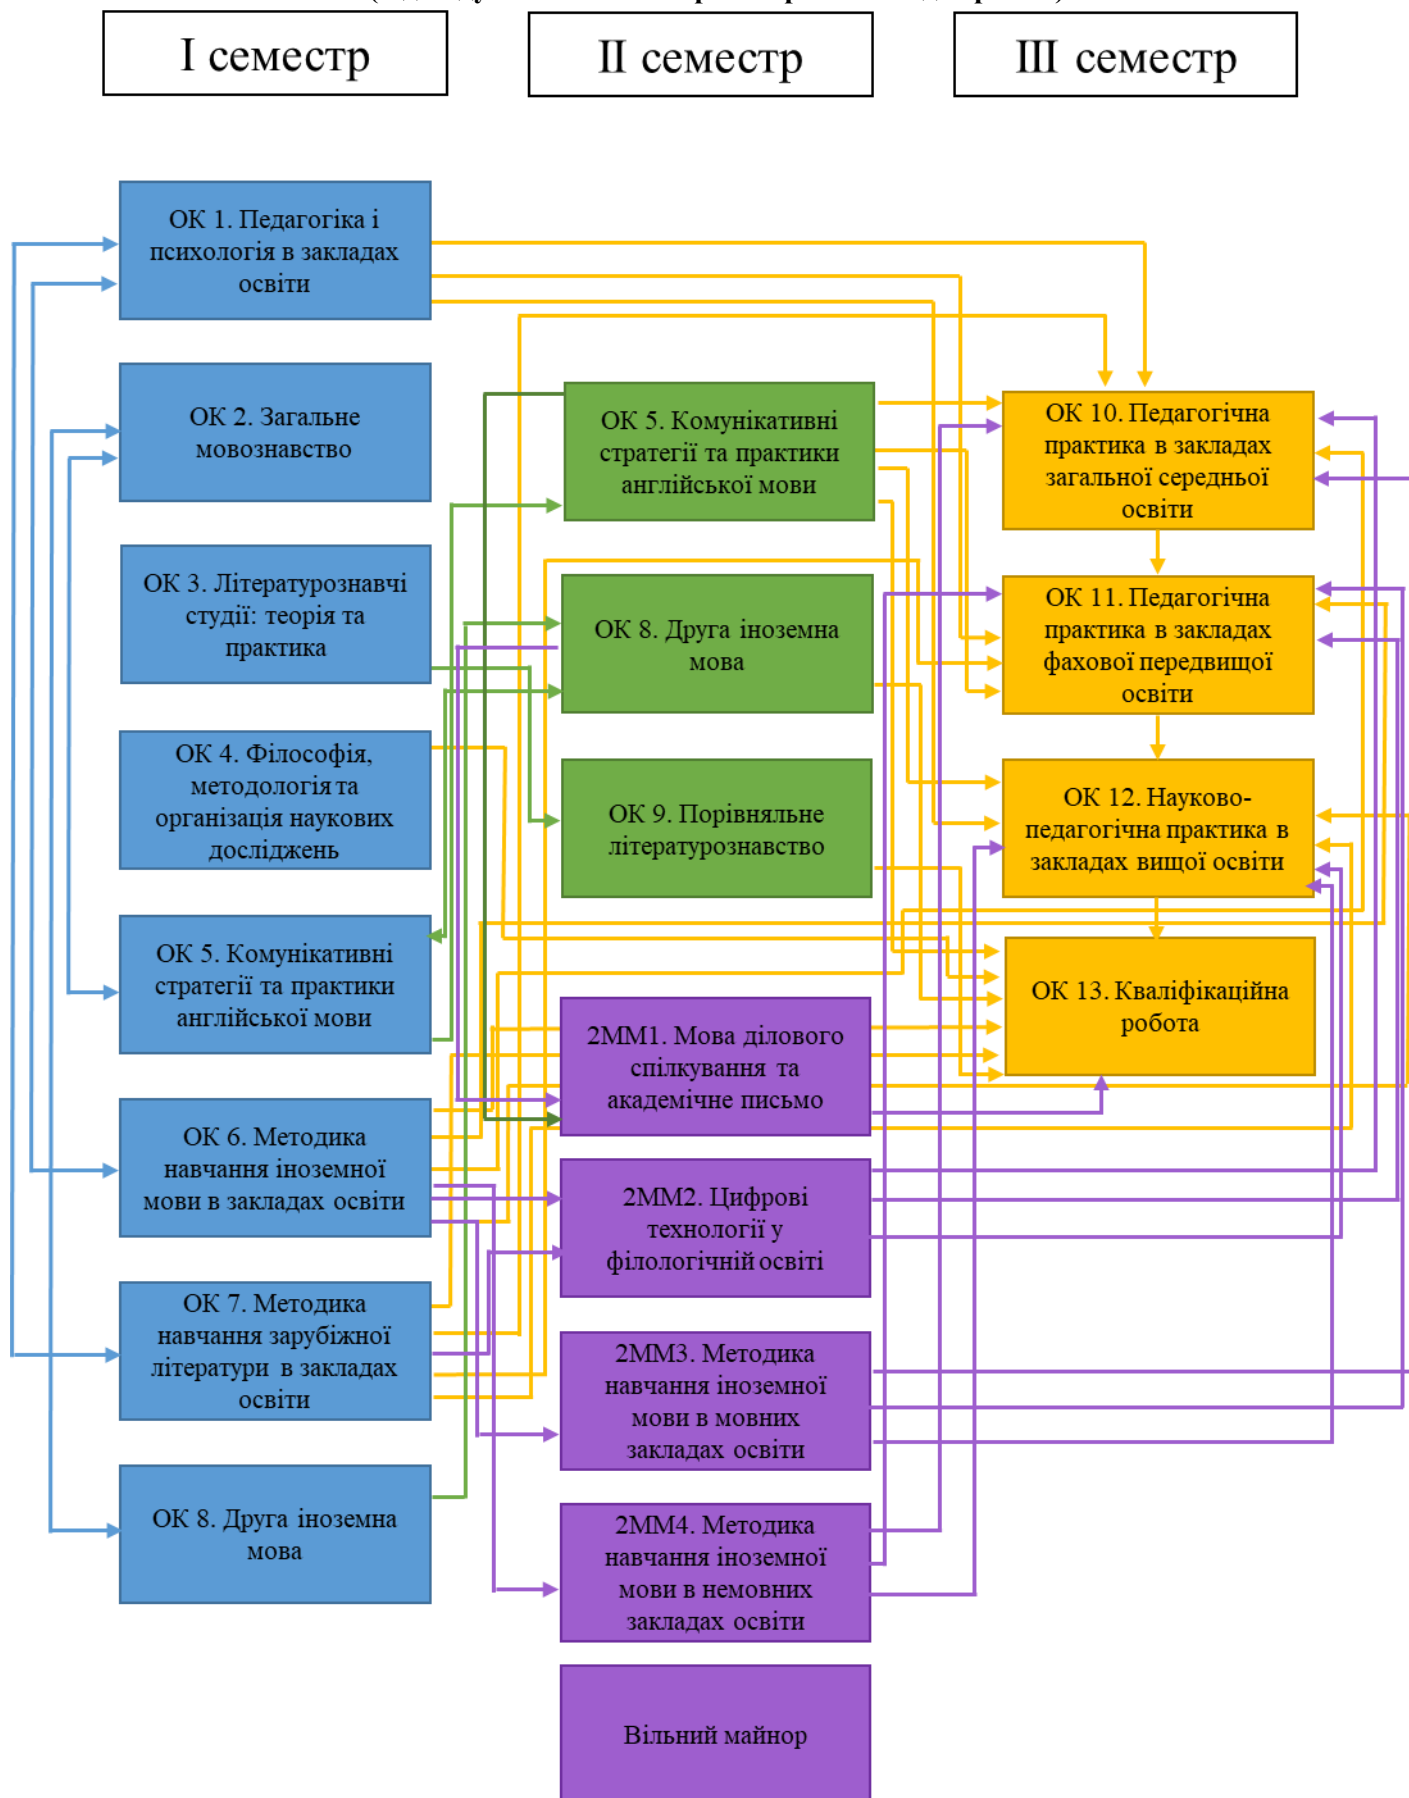 I семестр
II семестр
III семестр
ОК 1. Педагогіка і
психологія в закладах
освіти
ОК 2. Загальне
мовознавство
ОК 3. Літературознавчі
студії: теорія та
практика
ОК 4. Філософія,
методологія та
організація наукових
досліджень
ОК 5. Комунікативні
стратегії та практики
англійської мови
ОК 6. Методика
навчання іноземної
мови в закладах освіти
ОК 7. Методика
навчання зарубіжної
літератури в закладах
освіти
ОК 8. Друга іноземна
мова
ОК 5. Комунікативні
стратегії та практики
англійської мови
ОК 8. Друга іноземна
мова
ОК 9. Порівняльне
літературознавство
2ММ1. Мова ділового
спілкування та
академічне письмо
2ММ2. Цифрові
технології у
філологічній освіті
2ММ3. Методика
навчання іноземної
мови в мовних
закладах освіти
2ММ4. Методика
навчання іноземної
мови в немовних
закладах освіти
Вільний майнор
ОК 10. Педагогічна
практика в закладах
загальної середньої
освіти
ОК 11. Педагогічна
практика в закладах
фахової передвищої
освіти
ОК 12. Науково-
педагогічна практика в
закладах вищої освіти
ОК 13. Кваліфікаційна
робота